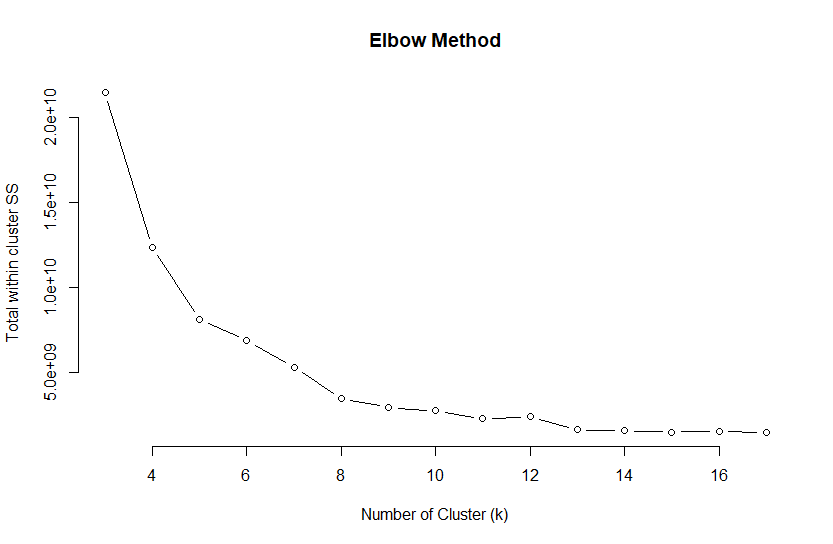 Elbow Method
Total within cluster SS
2.0e+10
1.5e+10
1.0e+10
5.0e+09
4 6 8 10 12 14 16
Number of Cluster (k)